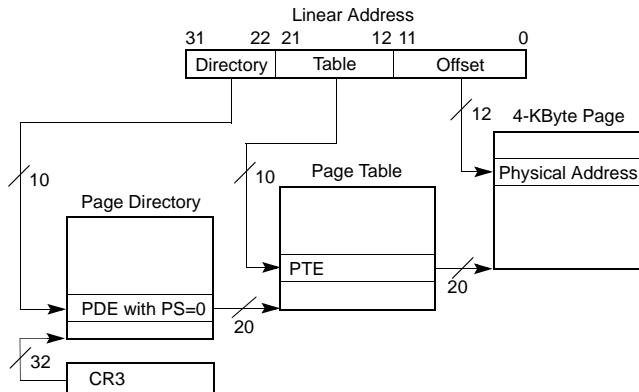 Linear Address
31 22 21 12 11 0
Directory Table Offset
12 4-KByte Page
10 10 Physical Address
Page Directory Page Table
PTE
PDE with PS=0 20 20
32
CR3